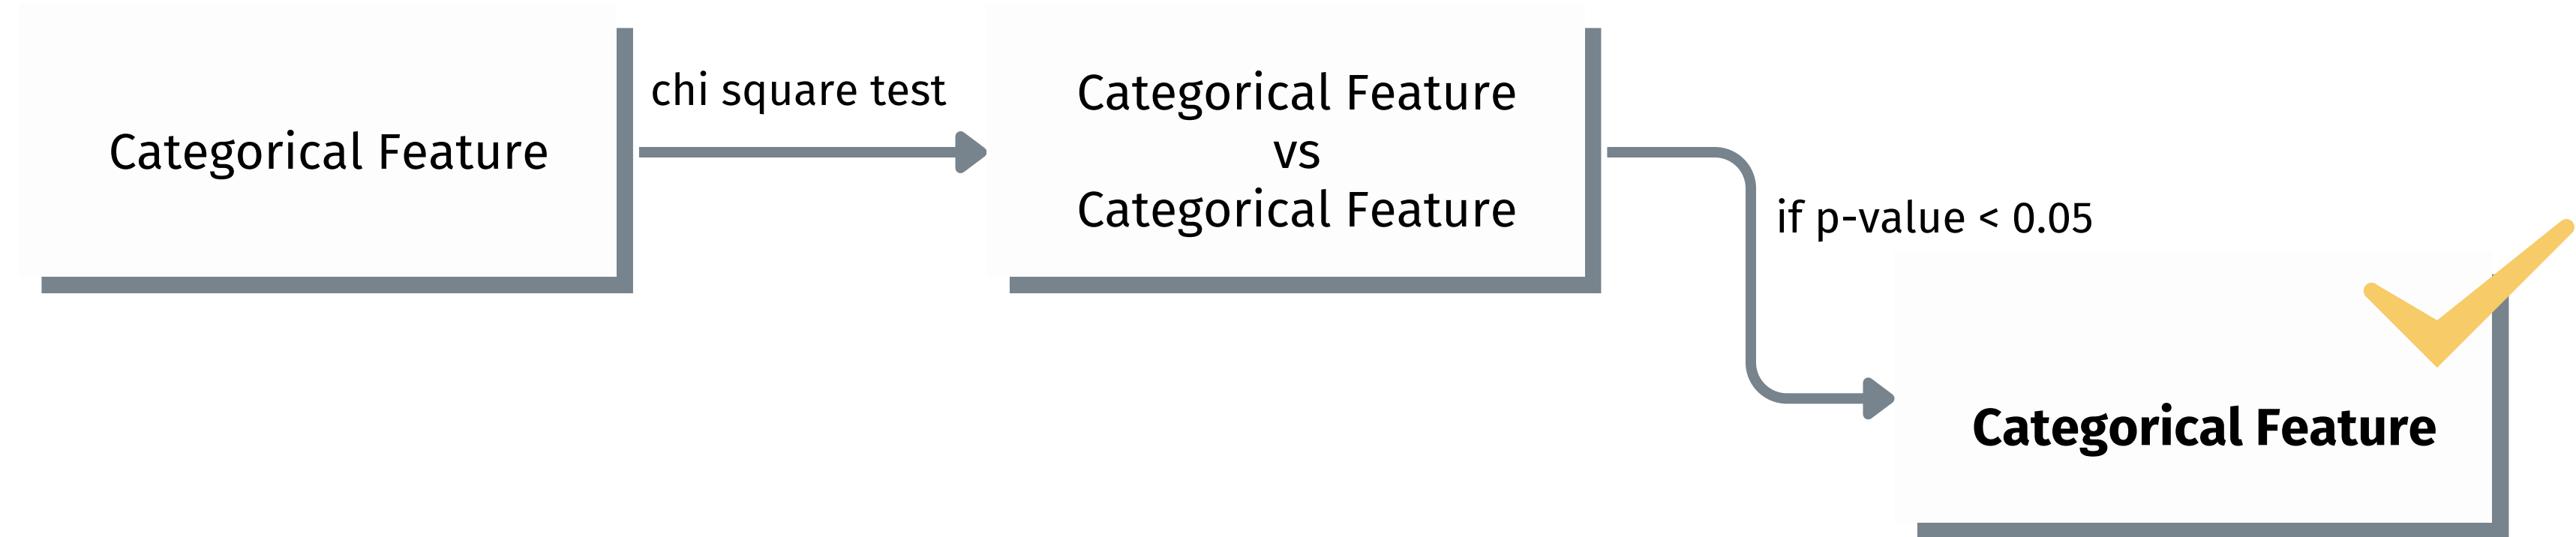 Categorical Feature
chi square test
Categorical Feature
vs
Categorical Feature
if p-value < 0.05
Categorical Feature